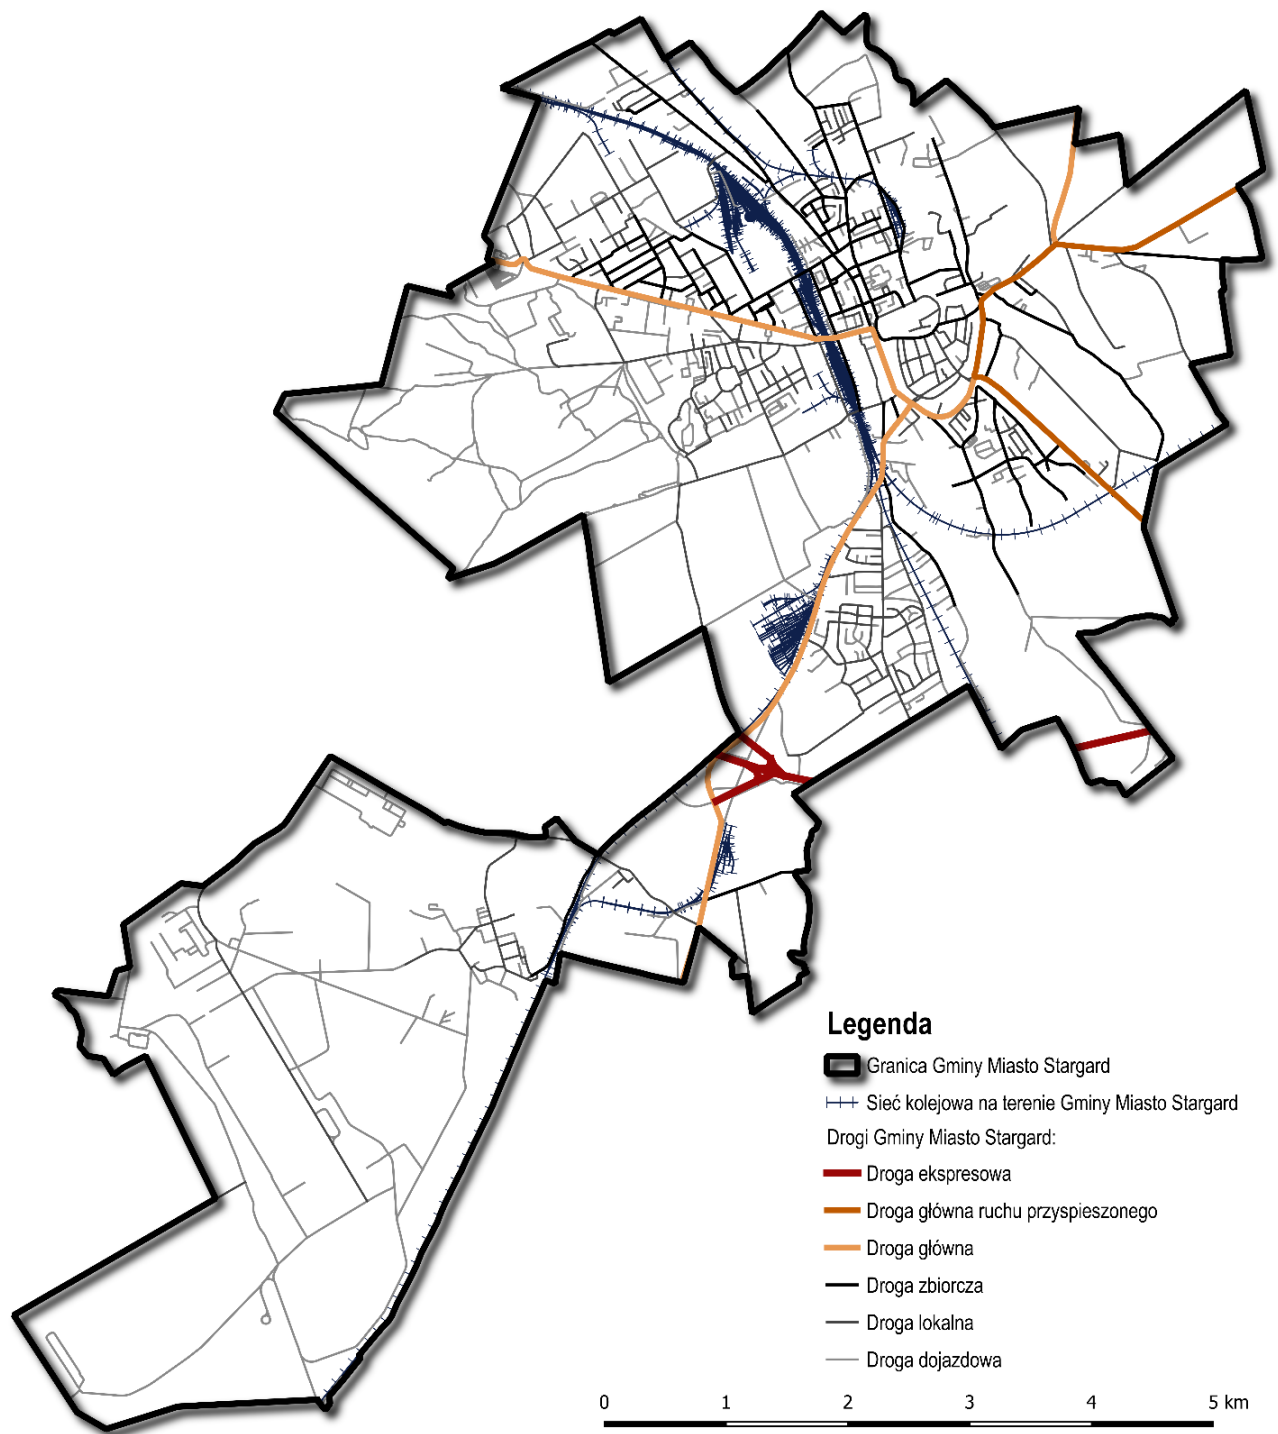 Legenda
Granica Gminy Miasto Stargard
Sieć kolejowa na terenie Gminy Miasto Stargard
Drogi Gminy Miasto Stargard:
Droga ekspresowa
Droga główna ruchu przyspieszonego
Droga główna
Droga zbiorcza
Droga lokalna
Droga dojazdowa
0 1 2 3 4 5 km